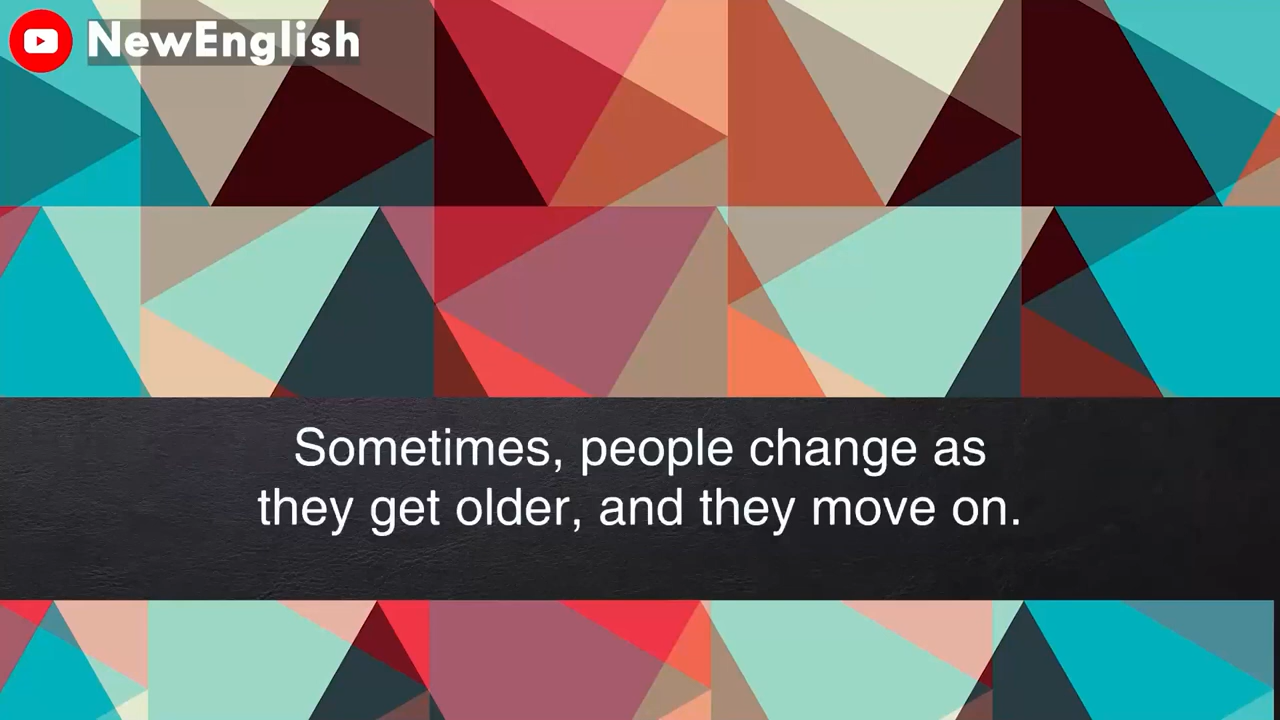 NewEnglish
Sometimes, people change as
they get older, and they move on.